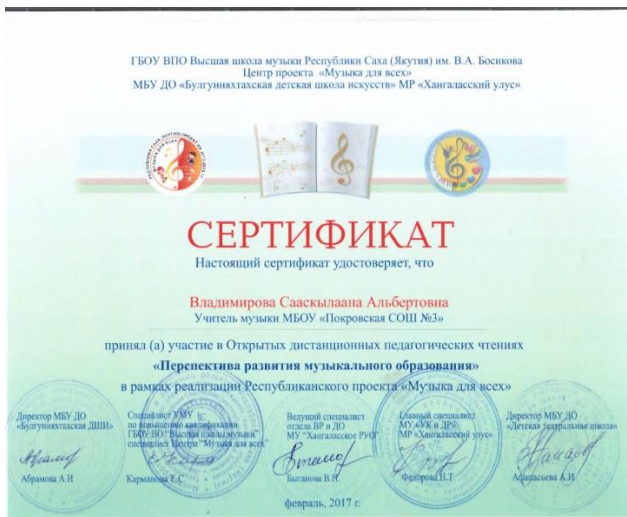 ГБОУ ВПО Высшая школа музыки Республики Саха (Якутия) им. В.А. Босикова
Центр проекта «Музыка для всех»
МБУ ДО «Булгунняхтахская детская школа искусств» МР «Хангаласский улус»
СЕРТИФИКАТ
Настоящий сертификат удостоверяет, что
Владимирова Сааскылаана Альбертовна
Учитель музыки МБОУ «Покровская СОШ №3»
принял (а) участие в Открытых дистанционных педагогических чтениях
«Перспектива развития музыкального образования»
в рамках реализации Республиканского проекта «Музыка для всех»
Директор МБУ ДО
«Булгунняхтахская ДШИ»
Абрамова А.И
Специалист УМУ
по повышению квалификации
ГБОУ ВО "Высшая школа музыки"
специалист Центра "Музыка для всех"
Карманова Е.С
Ведущий специалист
отдела ВР и ДО
МУ "Хангаласское РУО"
Быганова В.Н
Главный специалист
МУ «УК и ДР»
МР «Хангаласский улус»
Федорова Н.Т
Директор МБУ ДО
«Детская театральная школа»
Афанасьева А.И
февраль, 2017 г.